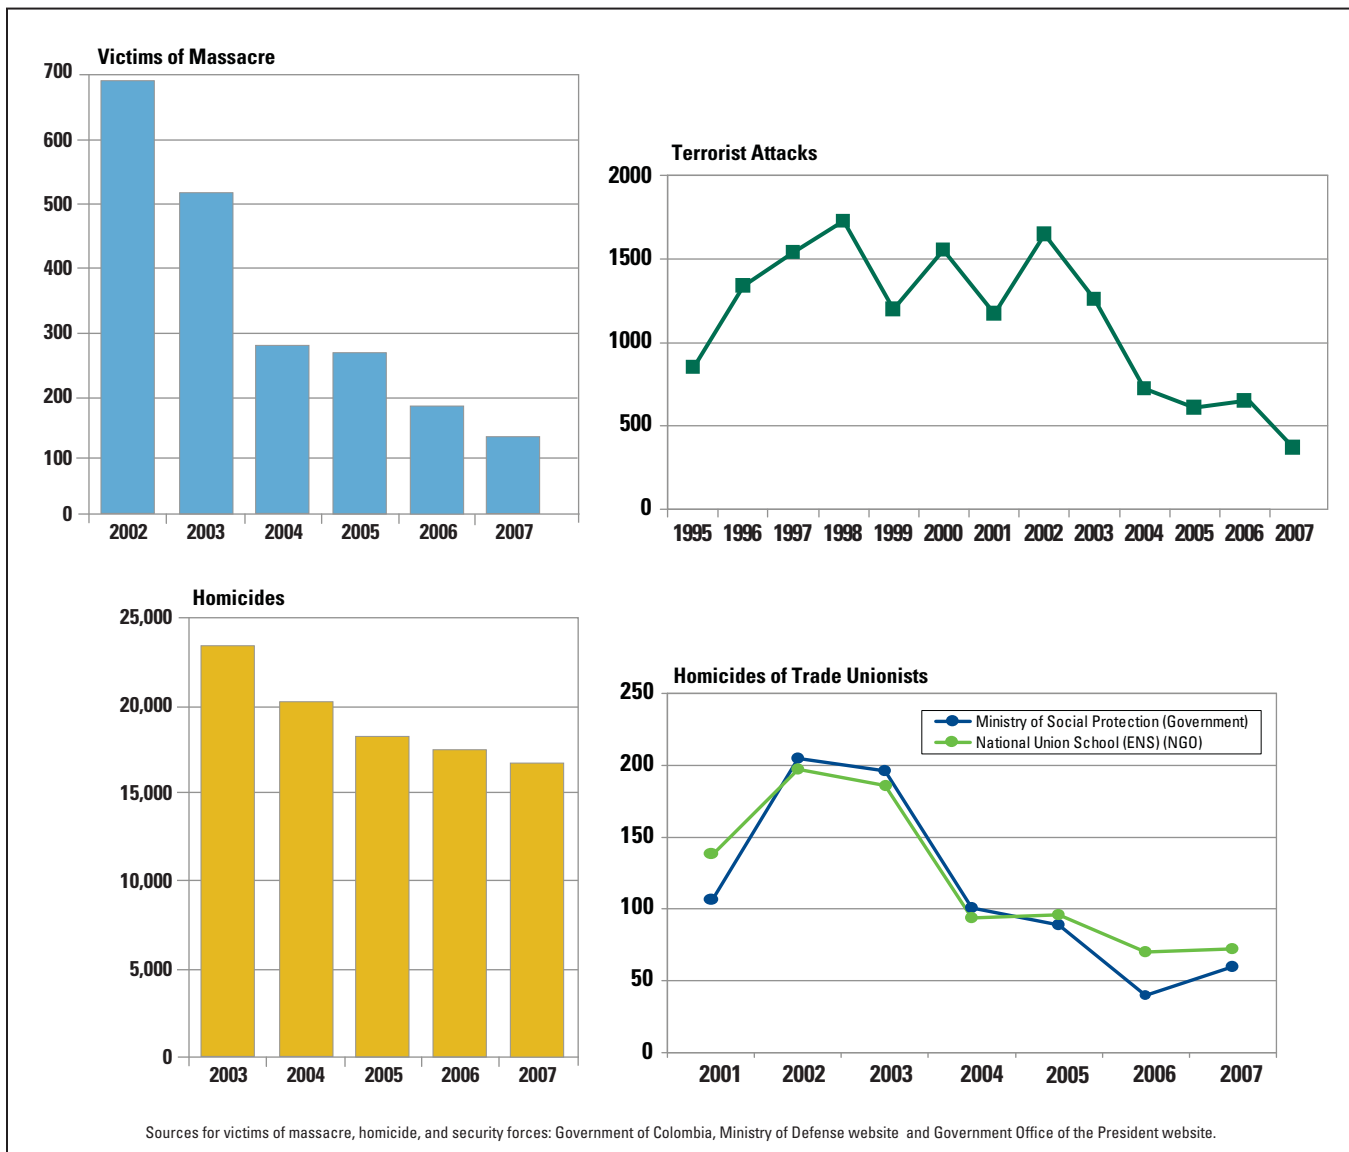 Victims of Massacre
700
600
500
400
300
200
100
0
2002 2003 2004 2005 2006 2007
Terrorist Attacks
2000
1500
1000
500
0
1995 1996 1997 1998 1999 2000 2001 2002 2003 2004 2005 2006 2007
Homicides
25,000
20,000
15,000
10,000
5,000
0
2003 2004 2005 2006 2007
Homicides of Trade Unionists
250
200
150
100
50
0
Ministry of Social Protection (Government)
National Union School (ENS) (NGO)
2001 2002 2003 2004 2005 2006 2007
Sources for victims of massacre, homicide, and security forces: Government of Colombia, Ministry of Defense website and Government Office of the President website.